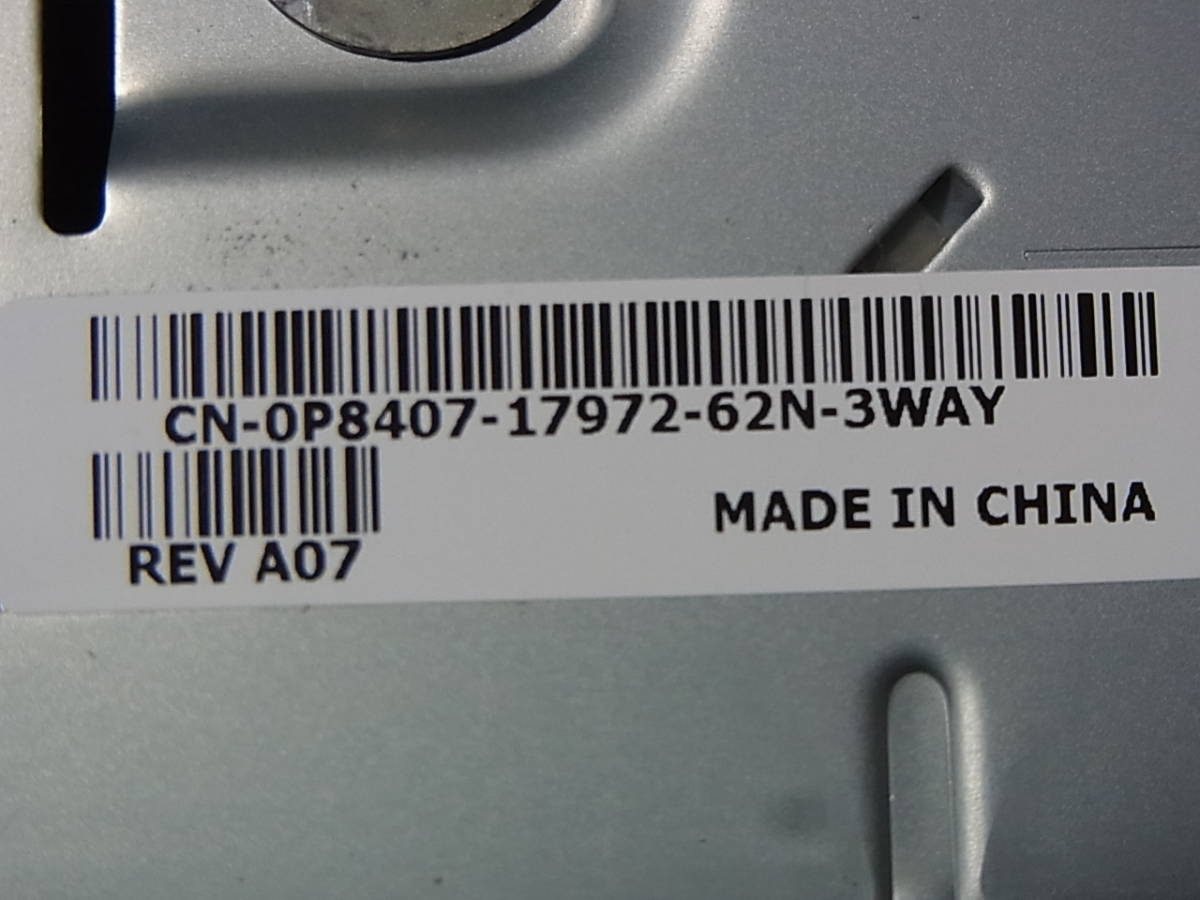 CN-0P8407-17972-62N-3WAY
MADE IN CHINA
REV A07